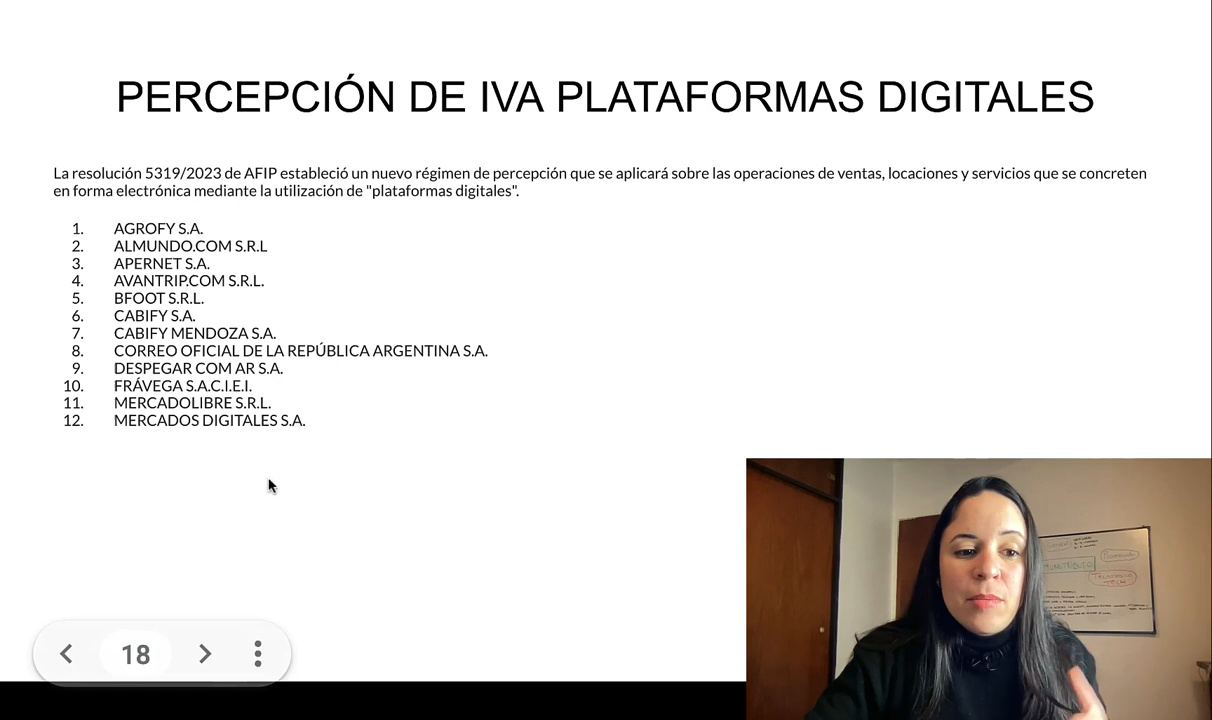 PERCEPCIÓN DE IVA PLATAFORMAS DIGITALES
La resolución 5319/2023 de AFIP estableció un nuevo régimen de percepción que se aplicará sobre las operaciones de ventas, locaciones y servicios que se concreten
en forma electrónica mediante la utilización de "plataformas digitales".
1. AGROFY S.A.
2. ALMUNDO.COM S.R.L
3. APERNET S.A.
4. AVANTRIP.COM S.R.L.
5. BFOOT S.R.L.
6. CABIFY S.A.
7. CABIFY MENDOZA S.A.
8. CORREO OFICIAL DE LA REPÚBLICA ARGENTINA S.A.
9. DESPEGAR COM AR S.A.
10. FRÁVEGA S.A.C.I.E.I.
11. MERCADOLIBRE S.R.L.
12. MERCADOS DIGITALES S.A.
18